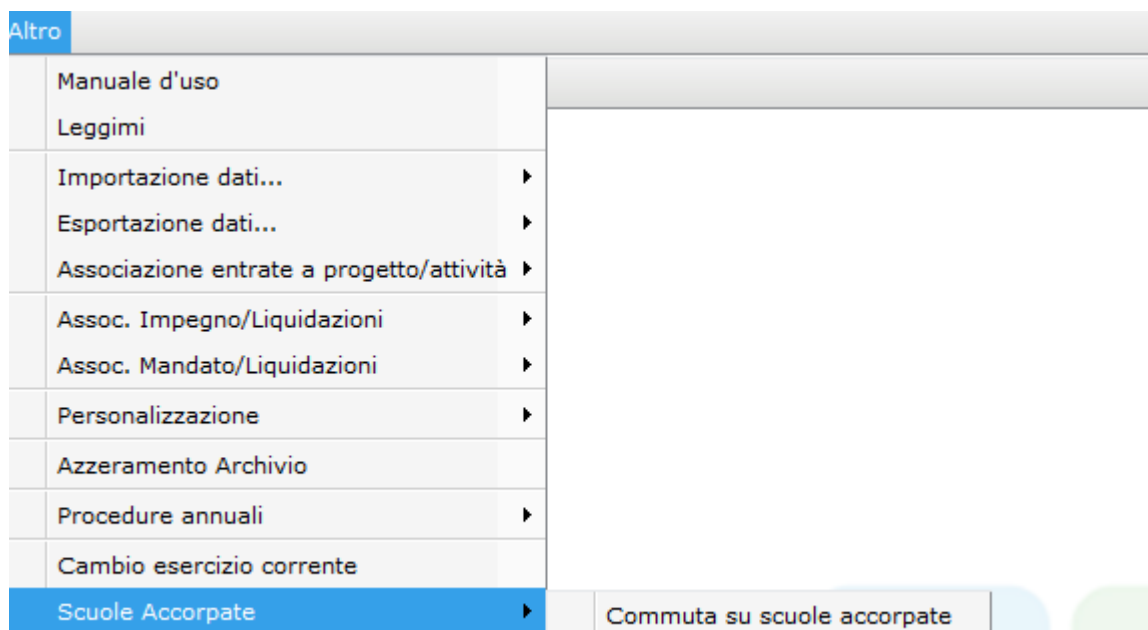 Altro
Manuale d'uso
Leggimi
Importazione dati...
Esportazione dati...
Associazione entrate a progetto/attività
Assoc. Impegno/Liquidazioni
Assoc. Mandato/Liquidazioni
Personalizzazione
Azzeramento Archivio
Procedure annuali
Cambio esercizio corrente
Scuole Accorpate
Commuta su scuole accorpate